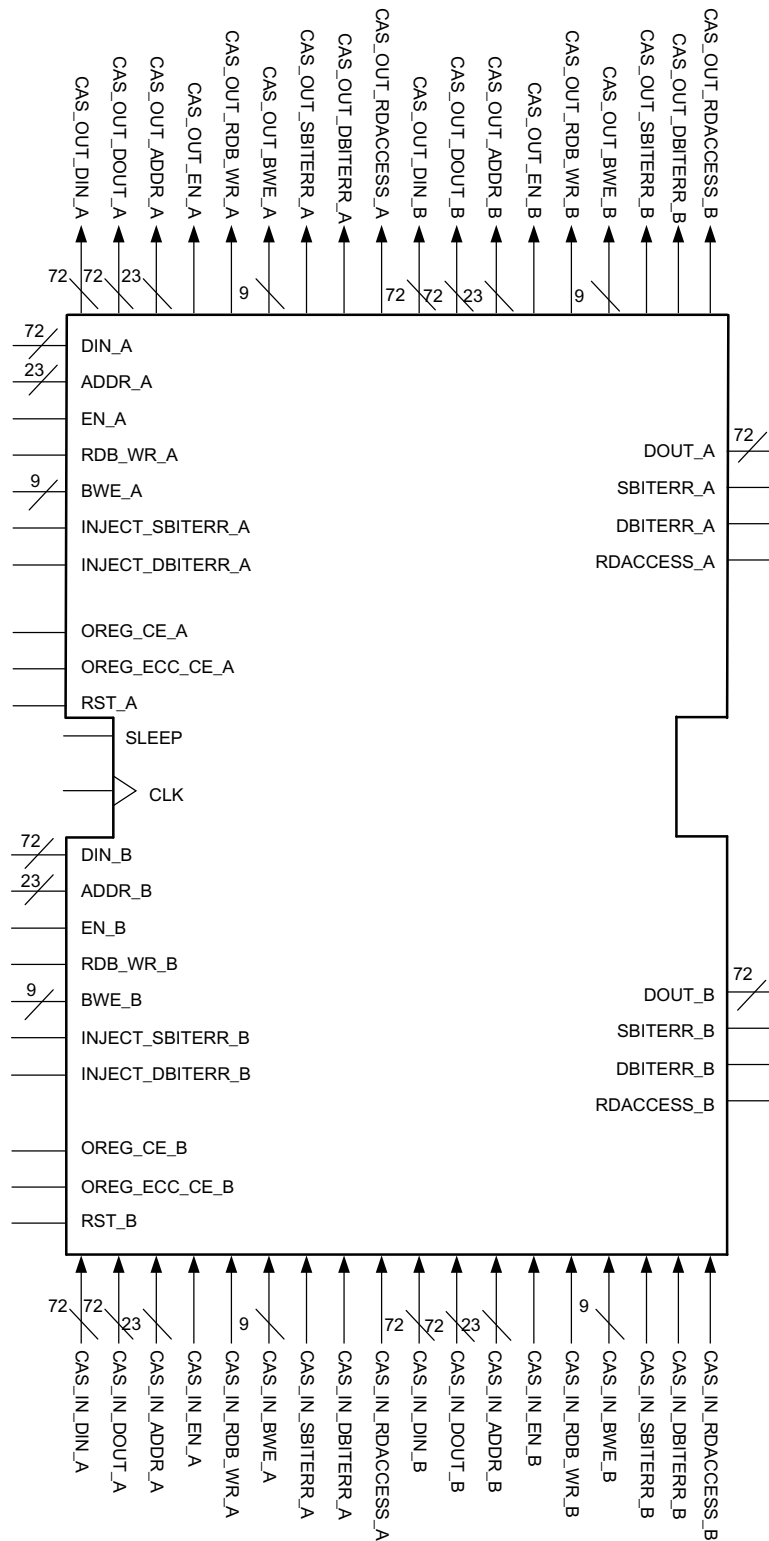 CAS_OUT_DIN_A
CAS_OUT_DOUT_A
CAS_OUT_ADDR_A
CAS_OUT_EN_A
CAS_OUT_RDB_WR_A
CAS_OUT_BWE_A
CAS_OUT_SBITERR_A
CAS_OUT_DBITERR_A
CAS_OUT_RDACCESS_A
CAS_OUT_DIN_B
CAS_OUT_DOUT_B
CAS_OUT_ADDR_B
CAS_OUT_EN_B
CAS_OUT_RDB_WR_B
CAS_OUT_BWE_B
CAS_OUT_SBITERR_B
CAS_OUT_DBITERR_B
CAS_OUT_RDACCESS_B
72 72 23 9 72 72 23 9
72 DIN_A
23 ADDR_A
EN_A
RDB_WR_A
9 BWE_A
INJECT_SBITERR_A
INJECT_DBITERR_A
OREG_CE_A
OREG_ECC_CE_A
RST_A
DOUT_A 72
SBITERR_A
DBITERR_A
RDACCESS_A
SLEEP
CLK
72 DIN_B
23 ADDR_B
EN_B
RDB_WR_B
9 BWE_B
INJECT_SBITERR_B
INJECT_DBITERR_B
OREG_CE_B
OREG_ECC_CE_B
RST_B
DOUT_B 72
SBITERR_B
DBITERR_B
RDACCESS_B
72 72 23 9 72 72 23 9
CAS_IN_DIN_A
CAS_IN_DOUT_A
CAS_IN_ADDR_A
CAS_IN_EN_A
CAS_IN_RDB_WR_A
CAS_IN_BWE_A
CAS_IN_SBITERR_A
CAS_IN_DBITERR_A
CAS_IN_RDACCESS_A
CAS_IN_DIN_B
CAS_IN_DOUT_B
CAS_IN_ADDR_B
CAS_IN_EN_B
CAS_IN_RDB_WR_B
CAS_IN_BWE_B
CAS_IN_SBITERR_B
CAS_IN_DBITERR_B
CAS_IN_RDACCESS_B